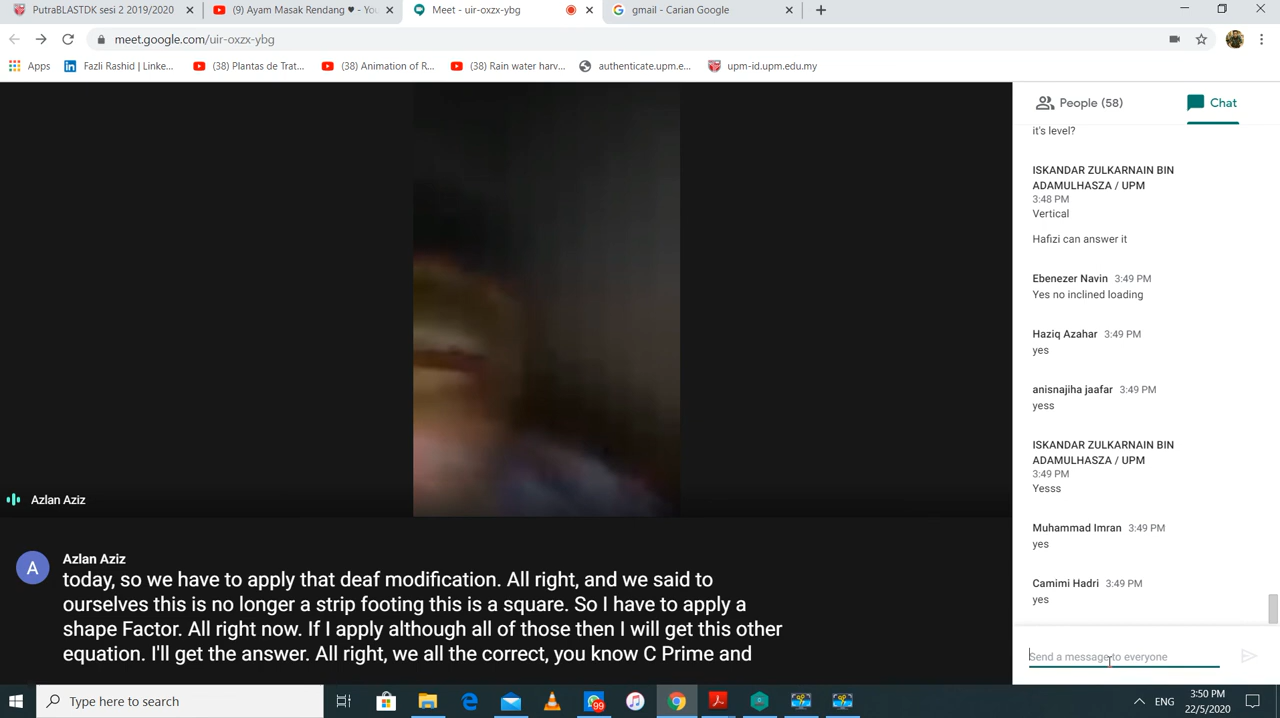 PutraBLASTDK sesi 2 2019/2020
(9) Ayam Masak Rendang ♥ - You
Meet - uir-oxzx-ybg
gmail - Carian Google
meet.google.com/uir-oxzx-ybg
Apps
Fazli Rashid | Linke...
(38) Plantas de Trat...
(38) Animation of R...
(38) Rain water harv...
authenticate.upm.e...
upm-id.upm.edu.my
People (58)
Chat
it's level?
ISKANDAR ZULKARNAIN BIN
ADAMULHASZA / UPM
3:48 PM
Vertical
Hafizi can answer it
Ebenezer Navin 3:49 PM
Yes no inclined loading
Haziq Azahar 3:49 PM
yes
anisnajiha jaafar 3:49 PM
yess
ISKANDAR ZULKARNAIN BIN
ADAMULHASZA / UPM
3:49 PM
Yesss
Muhammad Imran 3:49 PM
yes
Camimi Hadri 3:49 PM
yes
Send a message to everyone
Azlan Aziz
A
Azlan Aziz
today, so we have to apply that deaf modification. All right, and we said to
ourselves this is no longer a strip footing this is a square. So I have to apply a
shape Factor. All right now. If I apply although all of those then I will get this other
equation. I'll get the answer. All right, we all the correct, you know C Prime and
Type here to search
99
ENG
3:50 PM
22/5/2020